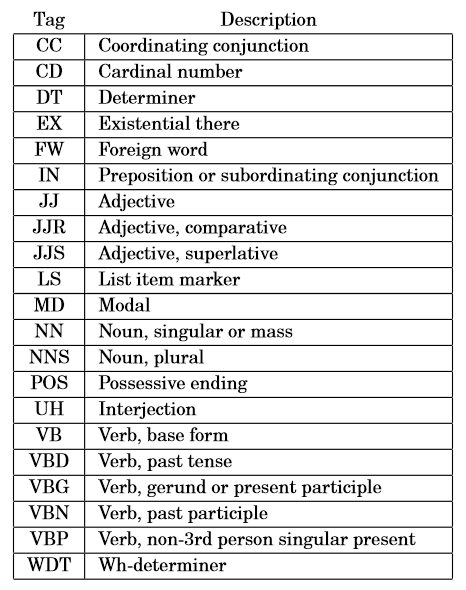 Tag Description
CC Coordinating conjunction
CD Cardinal number
DT Determiner
EX Existential there
FW Foreign word
IN Preposition or subordinating conjunction
JJ Adjective
JJR Adjective, comparative
JJS Adjective, superlative
LS List item marker
MD Modal
NN Noun, singular or mass
NNS Noun, plural
POS Possessive ending
UH Interjection
VB Verb, base form
VBD Verb, past tense
VBG Verb, gerund or present participle
VBN Verb, past participle
VBP Verb, non-3rd person singular present
WDT Wh-determiner